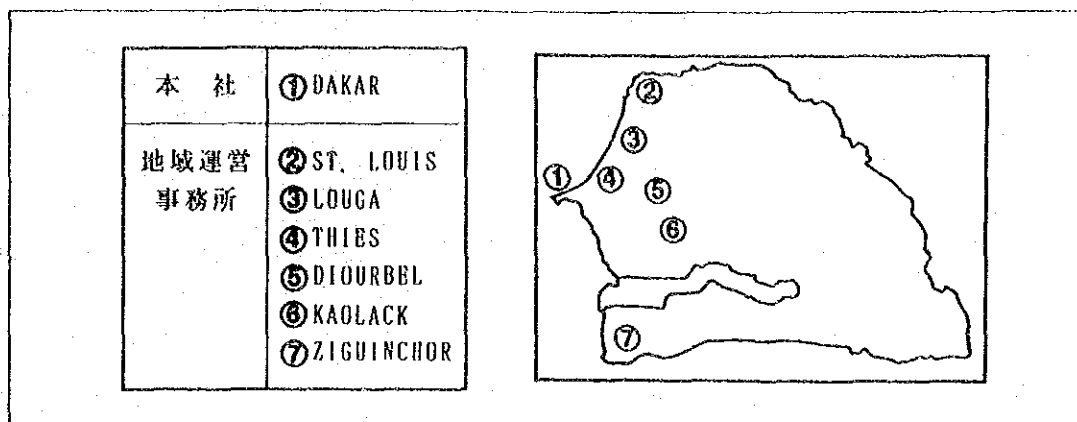 本 社 ①DAKAR
地域運営 ②ST. LOUIS
事務所 ③LOUGA
④THIES
⑤DIOURBEL
⑥KAOLACK
⑦ZIGUINCHOR
②
③
① ④ ⑤
⑥
⑦